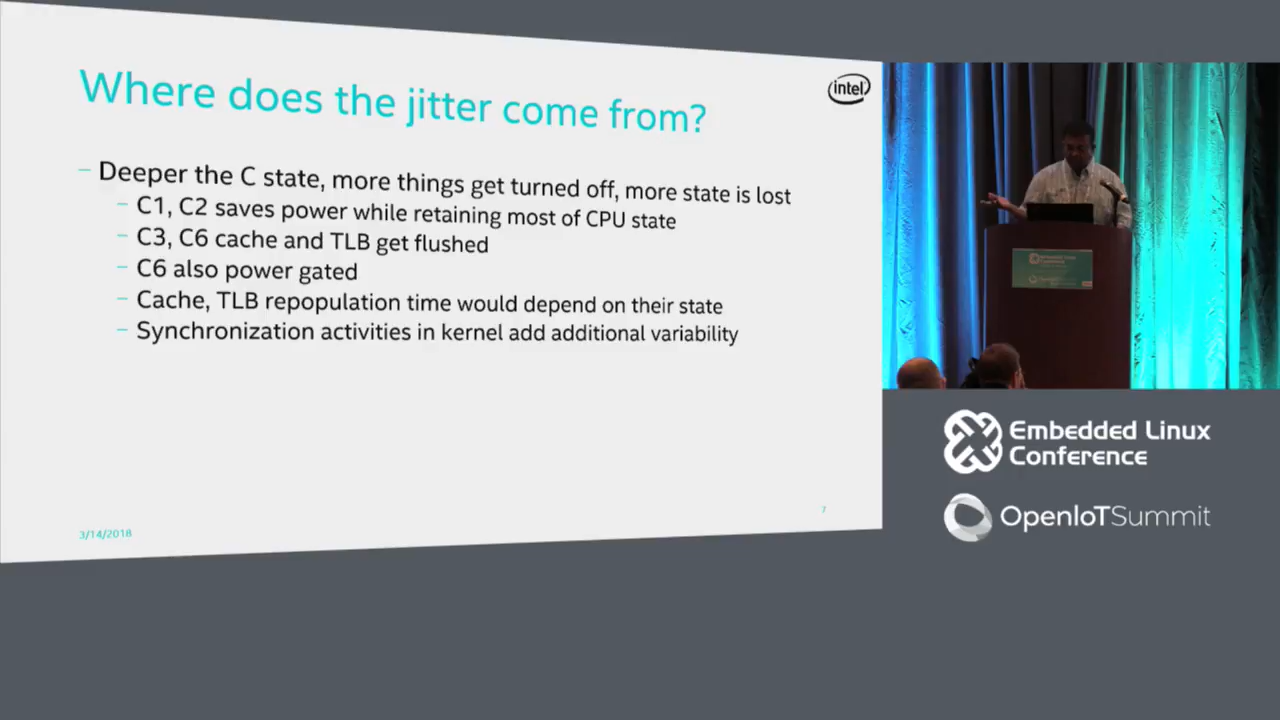 Where does the jitter come from?
intel
– Deeper the C state, more things get turned off, more state is lost
– C1, C2 saves power while retaining most of CPU state
– C3, C6 cache and TLB get flushed
– C6 also power gated
– Cache, TLB repopulation time would depend on their state
– Synchronization activities in kernel add additional variability
3/14/2018
7
Embedded Linux
Conference
OpenIoTSummit